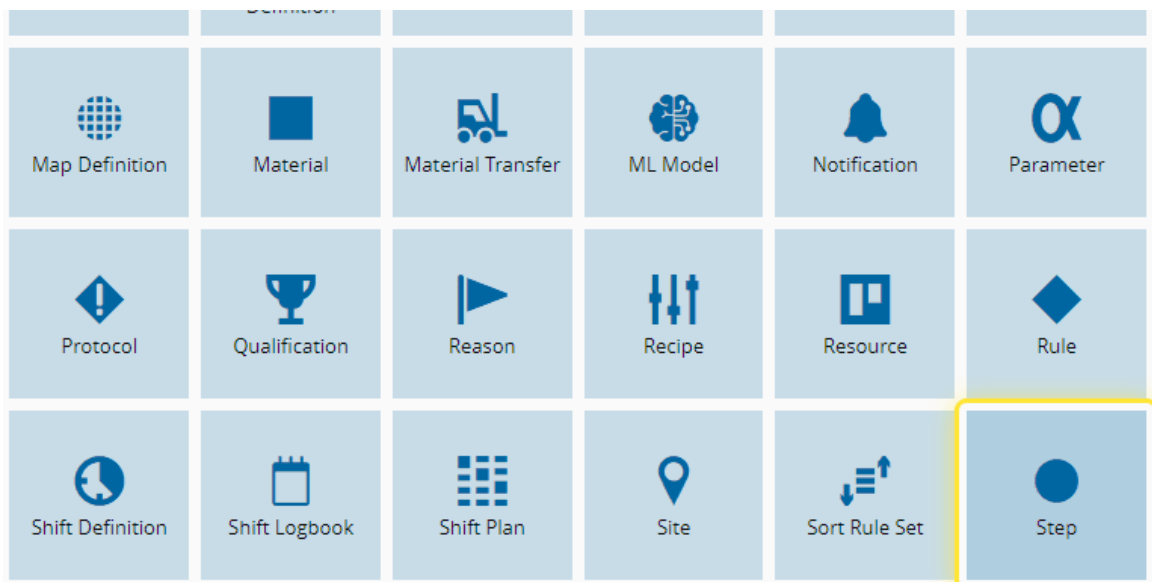 Definition
Map Definition
Material
Material Transfer
ML Model
Notification
Parameter
Protocol
Qualification
Reason
Recipe
Resource
Rule
Shift Definition
Shift Logbook
Shift Plan
Site
Sort Rule Set
Step